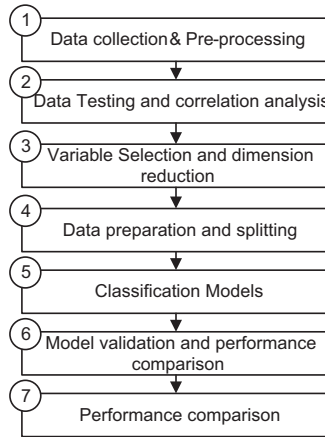 1
Data collection& Pre-processing
2
Data Testing and correlation analysis
3
Variable Selection and dimension
reduction
4
Data preparation and splitting
5
Classification Models
6
Model validation and performance
comparison
7
Performance comparison